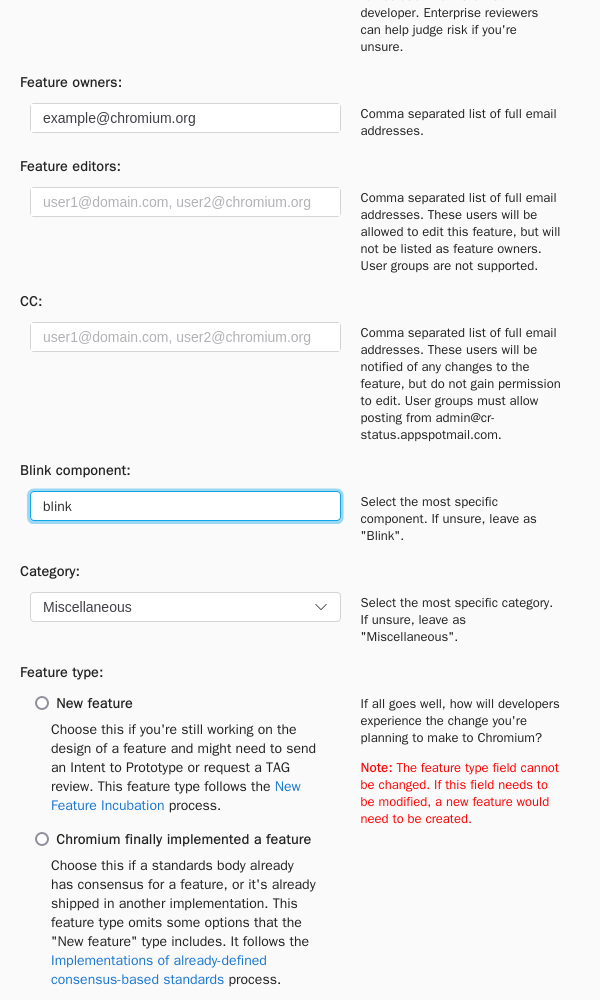 developer. Enterprise reviewers
can help judge risk if you're
unsure.
Feature owners:
example@chromium.org
Comma separated list of full email
addresses.
Feature editors:
user1@domain.com, user2@chromium.org
Comma separated list of full email
addresses. These users will be
allowed to edit this feature, but will
not be listed as feature owners.
User groups are not supported.
CC:
user1@domain.com, user2@chromium.org
Comma separated list of full email
addresses. These users will be
notified of any changes to the
feature, but do not gain permission
to edit. User groups must allow
posting from admin@cr-
status.appspotmail.com.
Blink component:
blink
Select the most specific
component. If unsure, leave as
"Blink".
Category:
Miscellaneous
Select the most specific category.
If unsure, leave as
"Miscellaneous".
Feature type:
New feature
Choose this if you're still working on the
design of a feature and might need to send
an Intent to Prototype or request a TAG
review. This feature type follows the New
Feature Incubation process.
Chromium finally implemented a feature
Choose this if a standards body already
has consensus for a feature, or it's already
shipped in another implementation. This
feature type omits some options that the
"New feature" type includes. It follows the
Implementations of already-defined
consensus-based standards process.
If all goes well, how will developers
experience the change you're
planning to make to Chromium?
Note: The feature type field cannot
be changed. If this field needs to
be modified, a new feature would
need to be created.